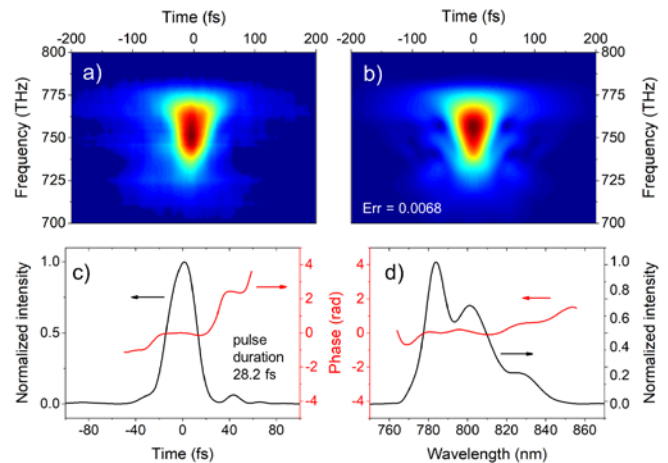 Time (fs)
Time (fs)
-200 -100 0 100 200
-200 -100 0 100 200
800
775
750
725
700
Frequency (THz)
a)
b)
Err = 0.0068
800
775
750
725
700
Frequency (THz)
1.0
0.5
0.0
Normalized intensity
c)
pulse
duration
28.2 fs
4
2
0
-2
-4
Phase (rad)
-80 -40 0 40 80
Time (fs)
4
2
0
-2
-4
d)
1.0
0.8
0.6
0.4
0.2
0.0
Normalized intensity
760 780 800 820 840 860
Wavelength (nm)